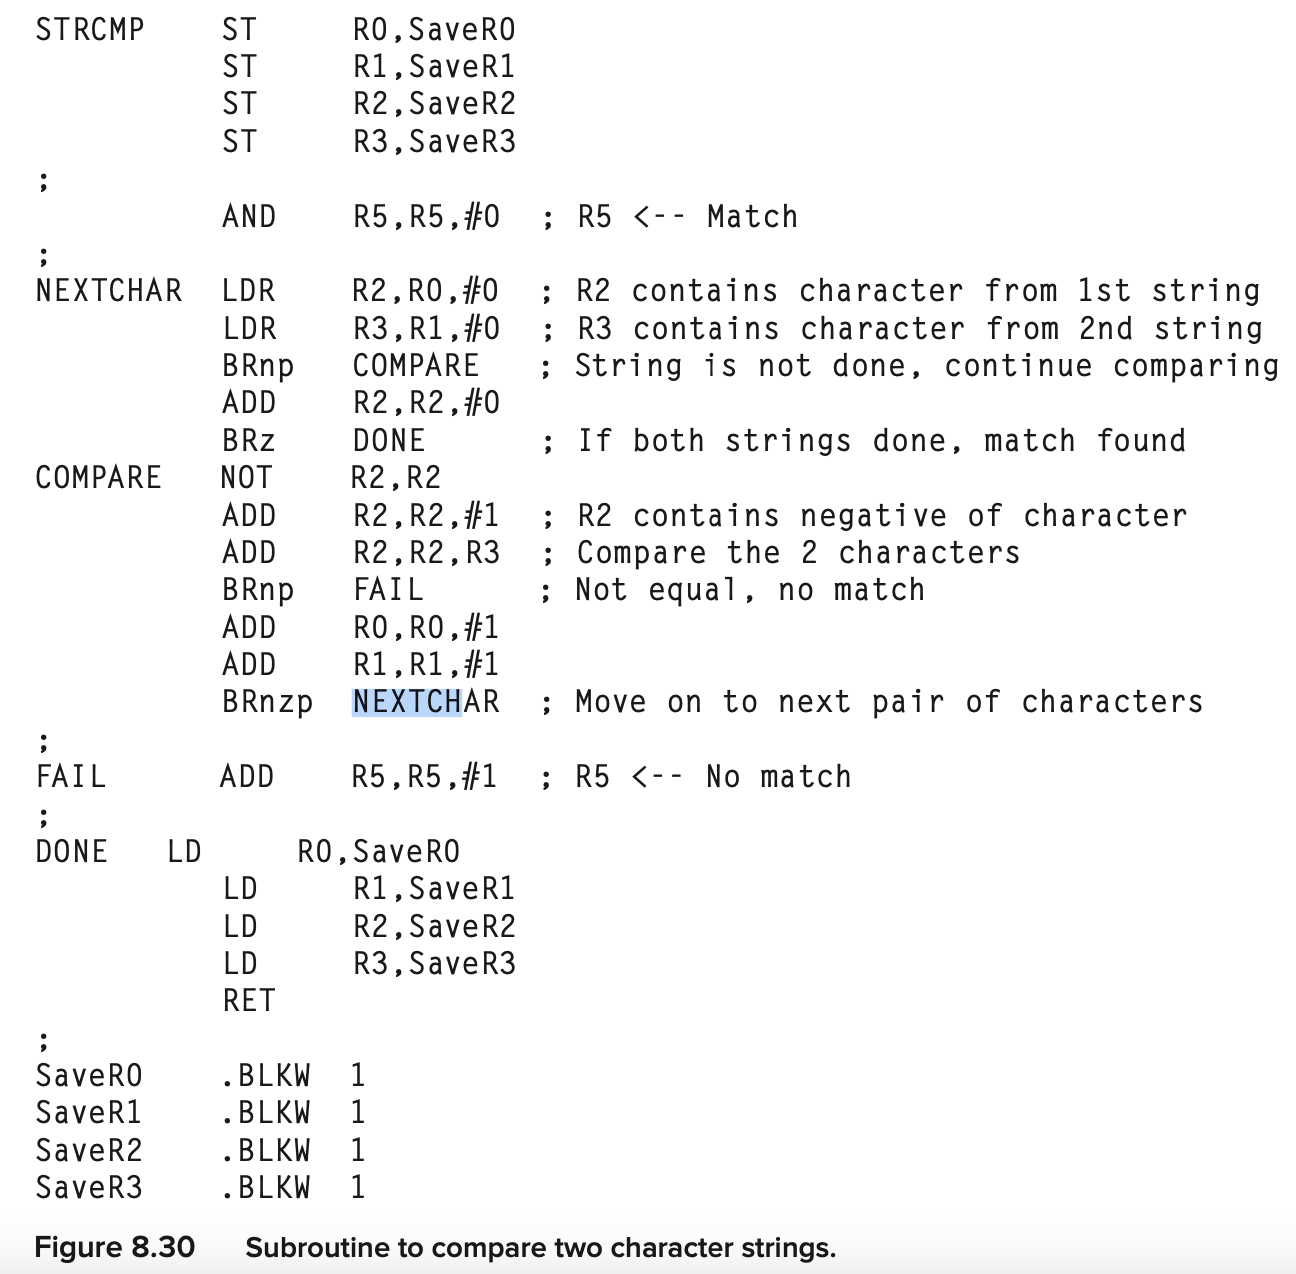 STRCMP ST R0,SaveR0
ST R1,SaveR1
ST R2,SaveR2
ST R3,SaveR3
;
AND R5,R5,#0 ; R5 <-- Match
;
NEXTCHAR LDR R2,R0,#0 ; R2 contains character from 1st string
LDR R3,R1,#0 ; R3 contains character from 2nd string
BRnp COMPARE ; String is not done, continue comparing
ADD R2,R2,#0
BRz DONE ; If both strings done, match found
COMPARE NOT R2,R2
ADD R2,R2,#1 ; R2 contains negative of character
ADD R2,R2,R3 ; Compare the 2 characters
BRnp FAIL ; Not equal, no match
ADD R0,R0,#1
ADD R1,R1,#1
BRnzp NEXTCHAR ; Move on to next pair of characters
;
FAIL ADD R5,R5,#1 ; R5 <-- No match
;
DONE LD R0,SaveR0
LD R1,SaveR1
LD R2,SaveR2
LD R3,SaveR3
RET
;
SaveR0 .BLKW 1
SaveR1 .BLKW 1
SaveR2 .BLKW 1
SaveR3 .BLKW 1
Figure 8.30 Subroutine to compare two character strings.